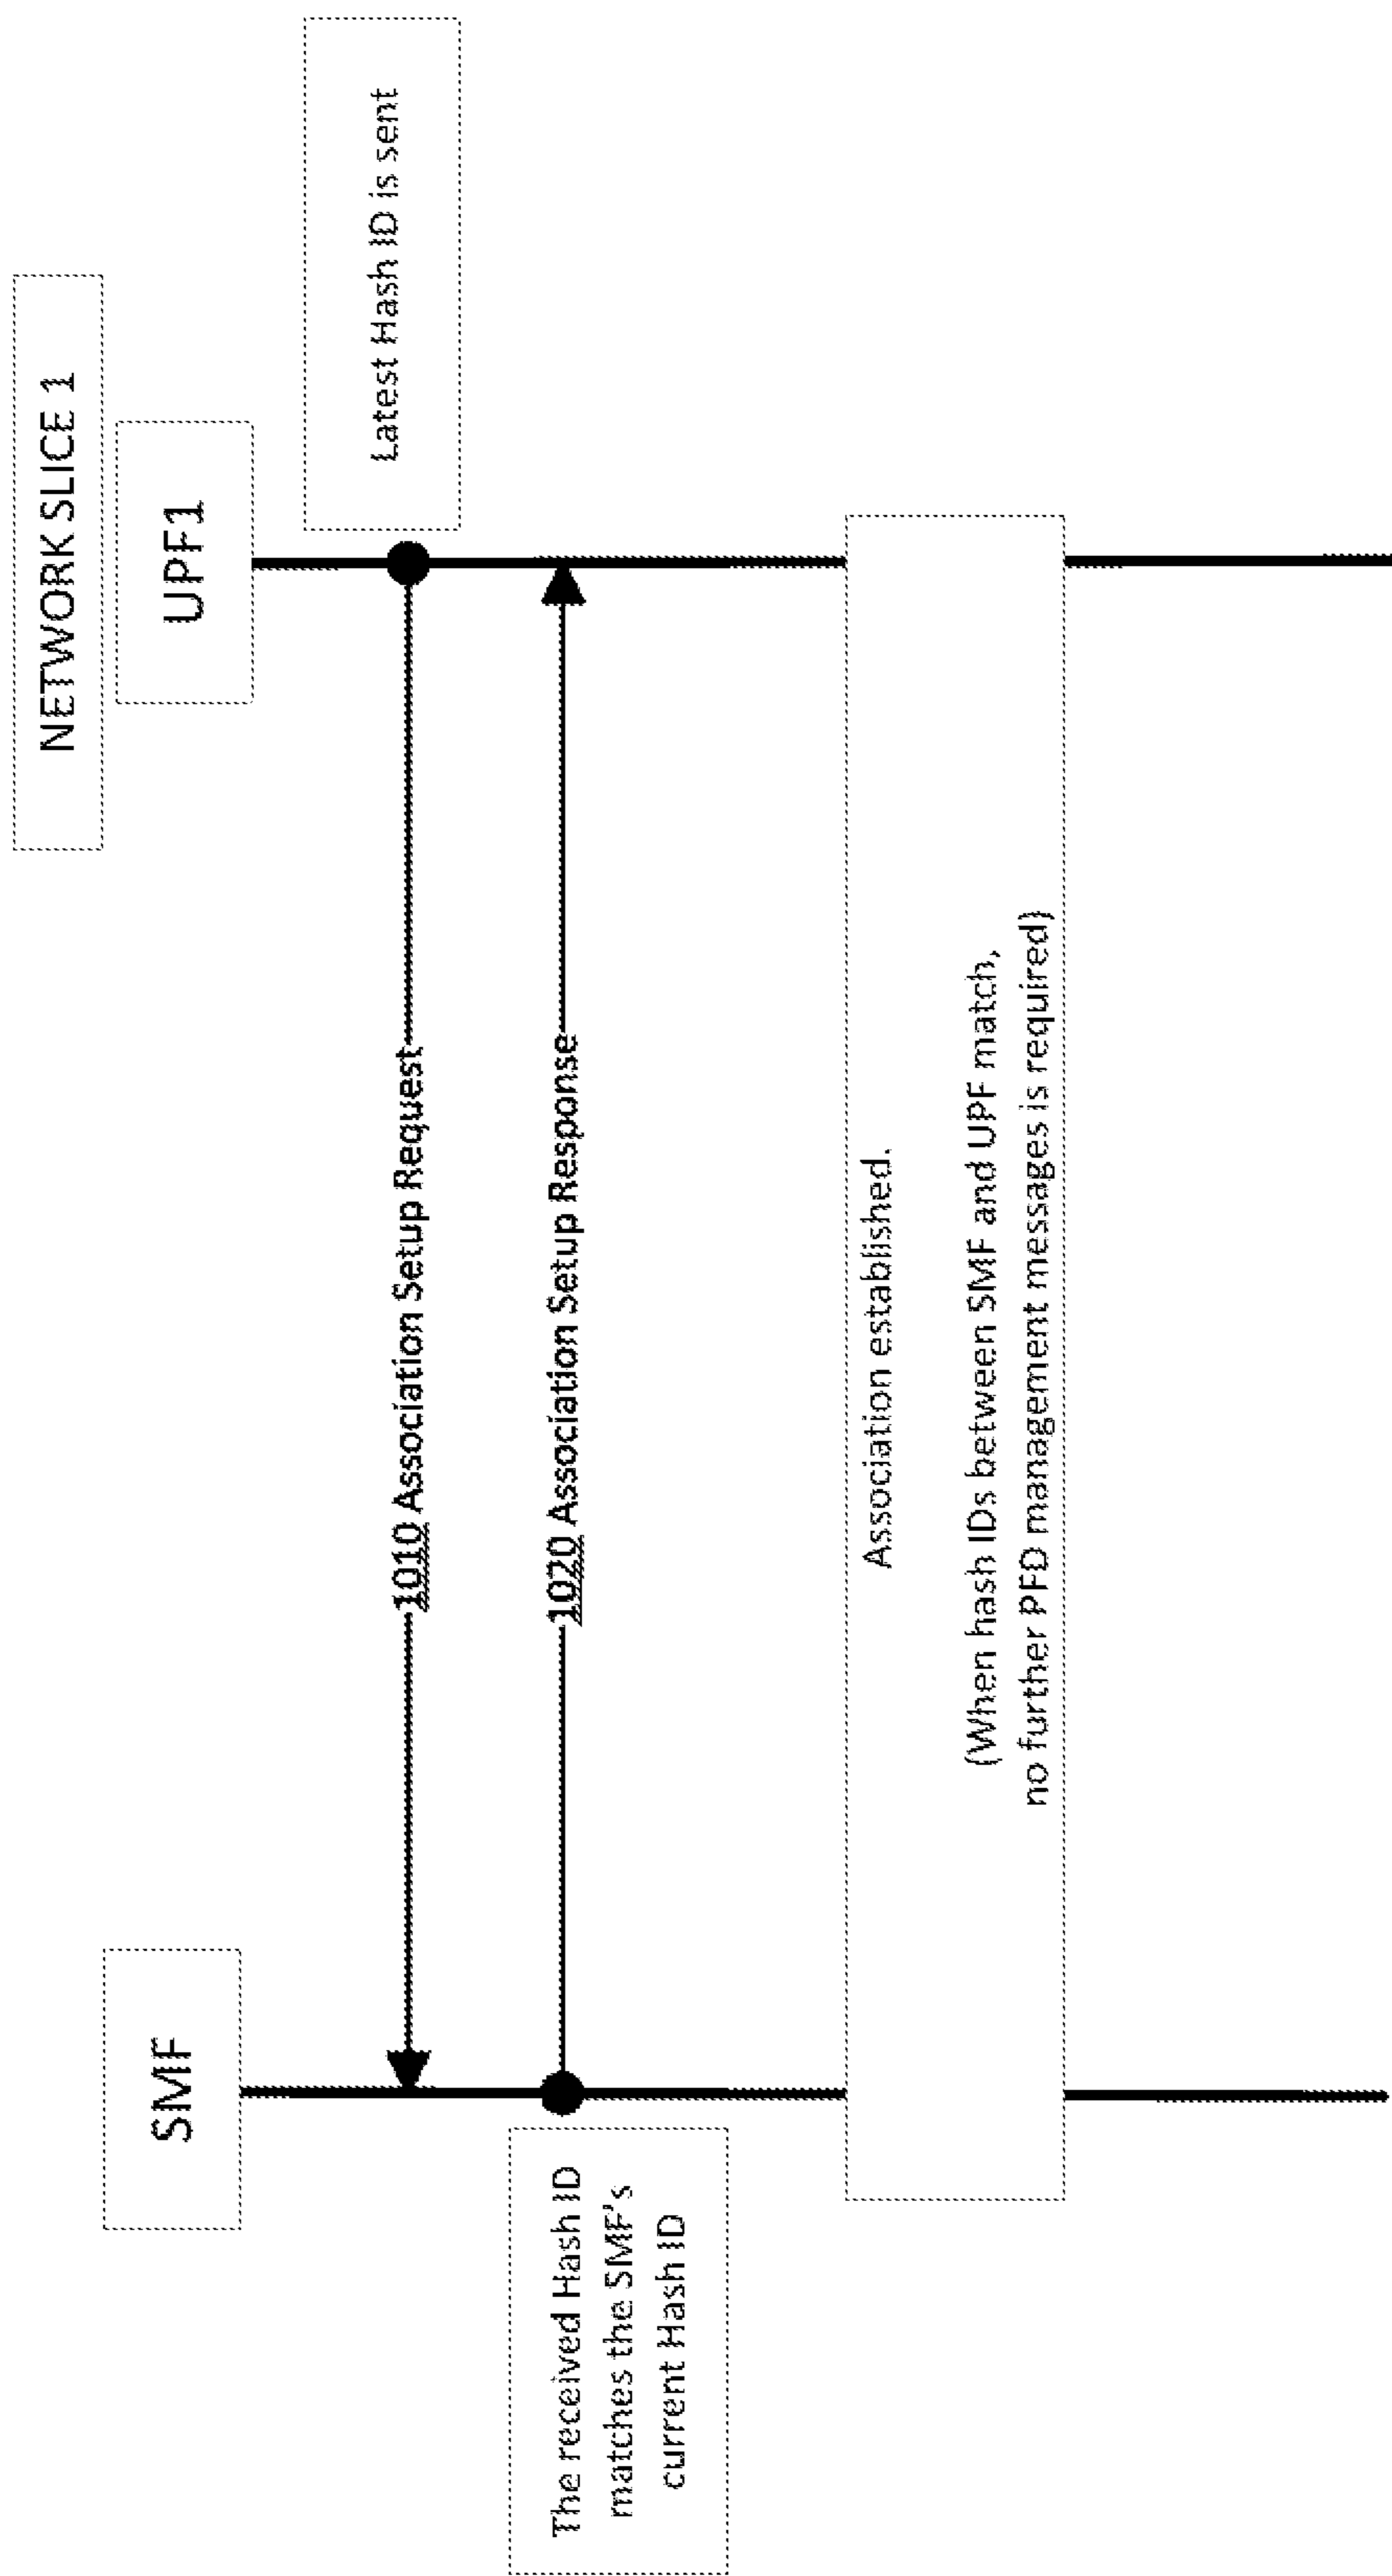 NETWORK SLICE 1
SMF
UPF1
Latest Hash ID is sent
1010 Association Setup Request
The received Hash ID
matches the SMF's
current Hash ID
1020 Association Setup Response
Association established.
(When hash IDs between SMF and UPF match,
no further PFD management messages is required)